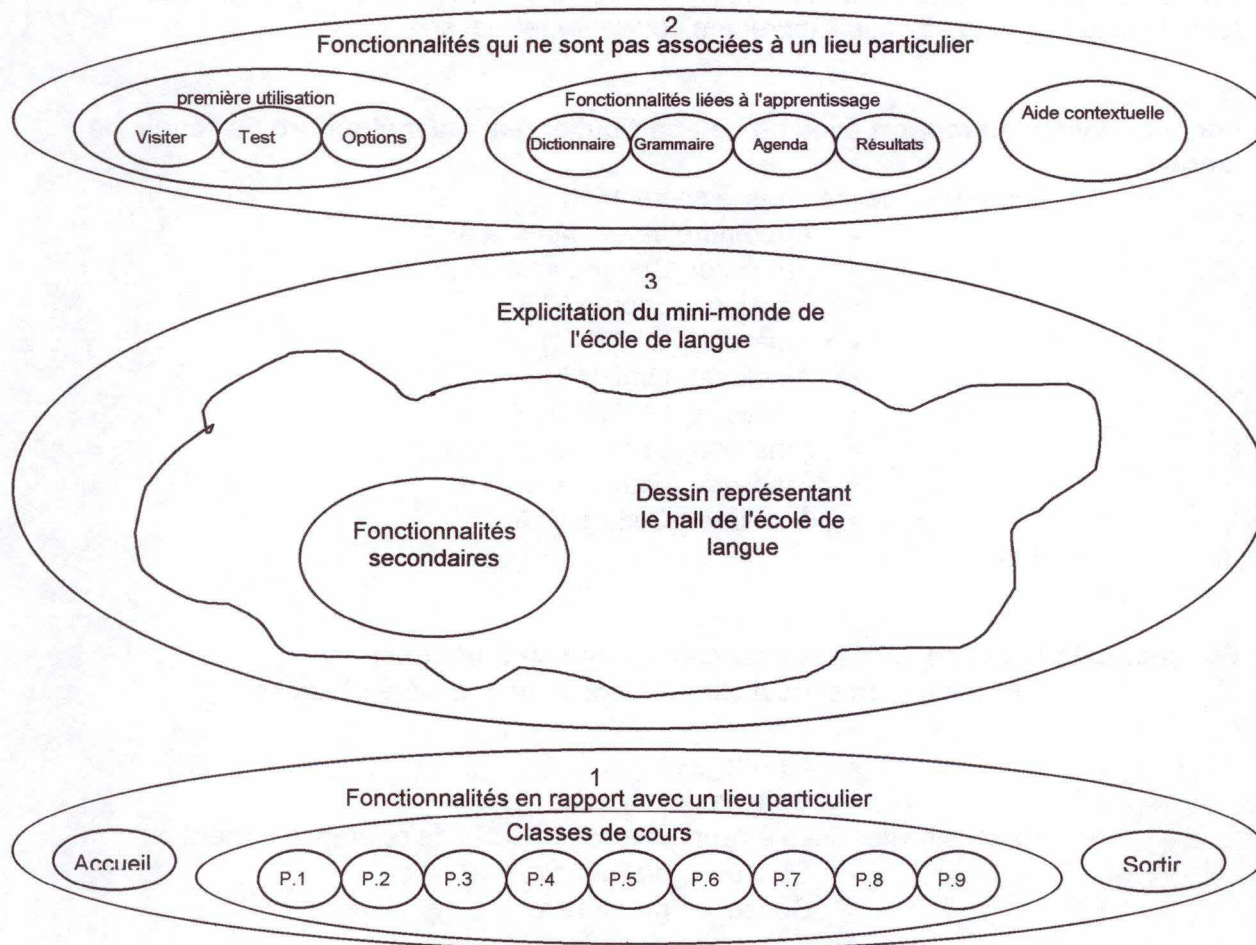 2
Fonctionnalités qui ne sont pas associées à un lieu particulier
première utilisation
Visiter
Test
Options
Fonctionnalités liées à l'apprentissage
Dictionnaire
Grammaire
Agenda
Résultats
Aide contextuelle
3
Explicitation du mini-monde de
l'école de langue
Fonctionnalités
secondaires
Dessin représentant
le hall de l'école de
langue
1
Fonctionnalités en rapport avec un lieu particulier
Classes de cours
Accueil
P.1
P.2
P.3
P.4
P.5
P.6
P.7
P.8
P.9
Sortir